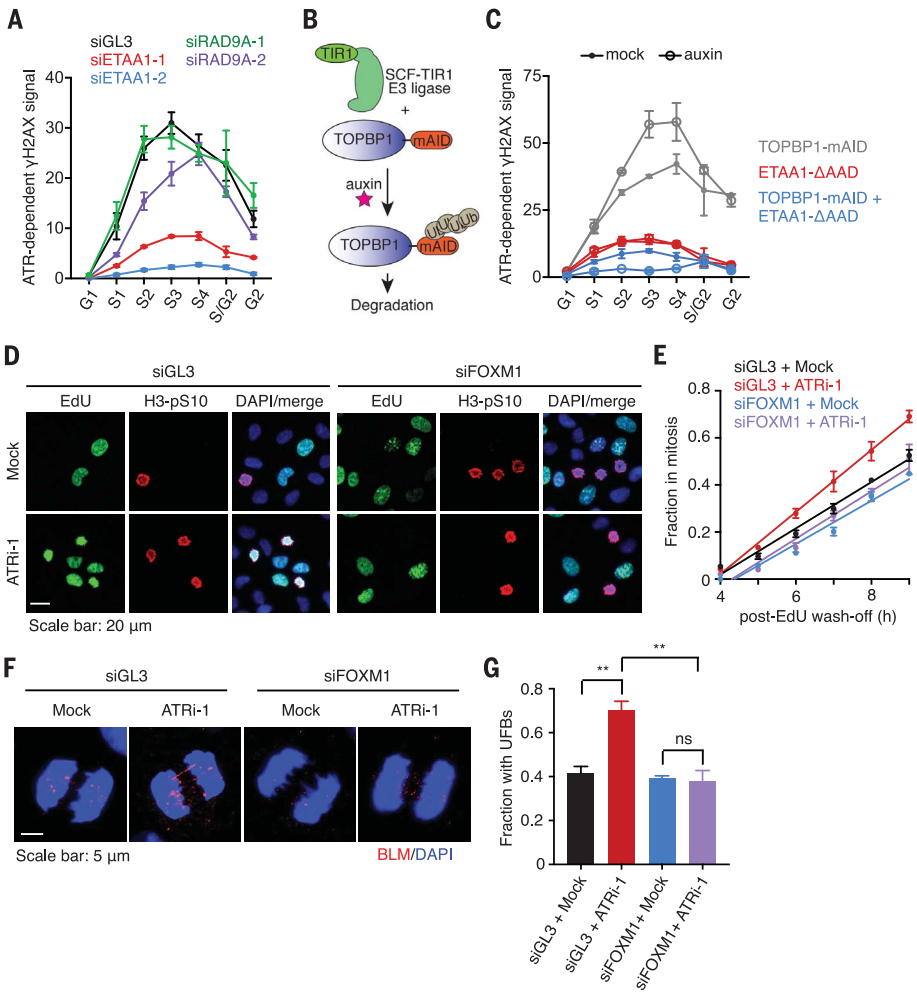 A
siGL3
siRAD9A-1
siETAA1-1
siRAD9A-2
siETAA1-2
ATR-dependent γH2AX signal
40
30
20
10
0
G1
S1
S2
S3
S4
S/G2
G2
B
TIR1
SCF-TIR1
E3 ligase
+
TOPBP1
mAID
auxin
Ub
TOPBP1
mAID
Degradation
C
mock
auxin
ATR-dependent γH2AX signal
75
50
25
0
G1
S1
S2
S3
S4
S/G2
G2
TOPBP1-mAID
ETAA1-ΔAAD
TOPBP1-mAID +
ETAA1-ΔAAD
D
siGL3
siFOXM1
EdU
H3-pS10
DAPI/merge
EdU
H3-pS10
DAPI/merge
Mock
ATRi-1
Scale bar: 20 μm
E
siGL3 + Mock
siGL3 + ATRi-1
siFOXM1 + Mock
siFOXM1 + ATRi-1
Fraction in mitosis
0.6
0.4
0.2
0
4
6
8
post-EdU wash-off (h)
F
siGL3
siFOXM1
Mock
ATRi-1
Mock
ATRi-1
Scale bar: 5 μm
BLM/DAPI
G
**
**
ns
Fraction with UFBs
0.8
0.6
0.4
0.2
0
siGL3 + Mock
siGL3 + ATRi-1
siFOXM1+ Mock
siFOXM1 + ATRi-1